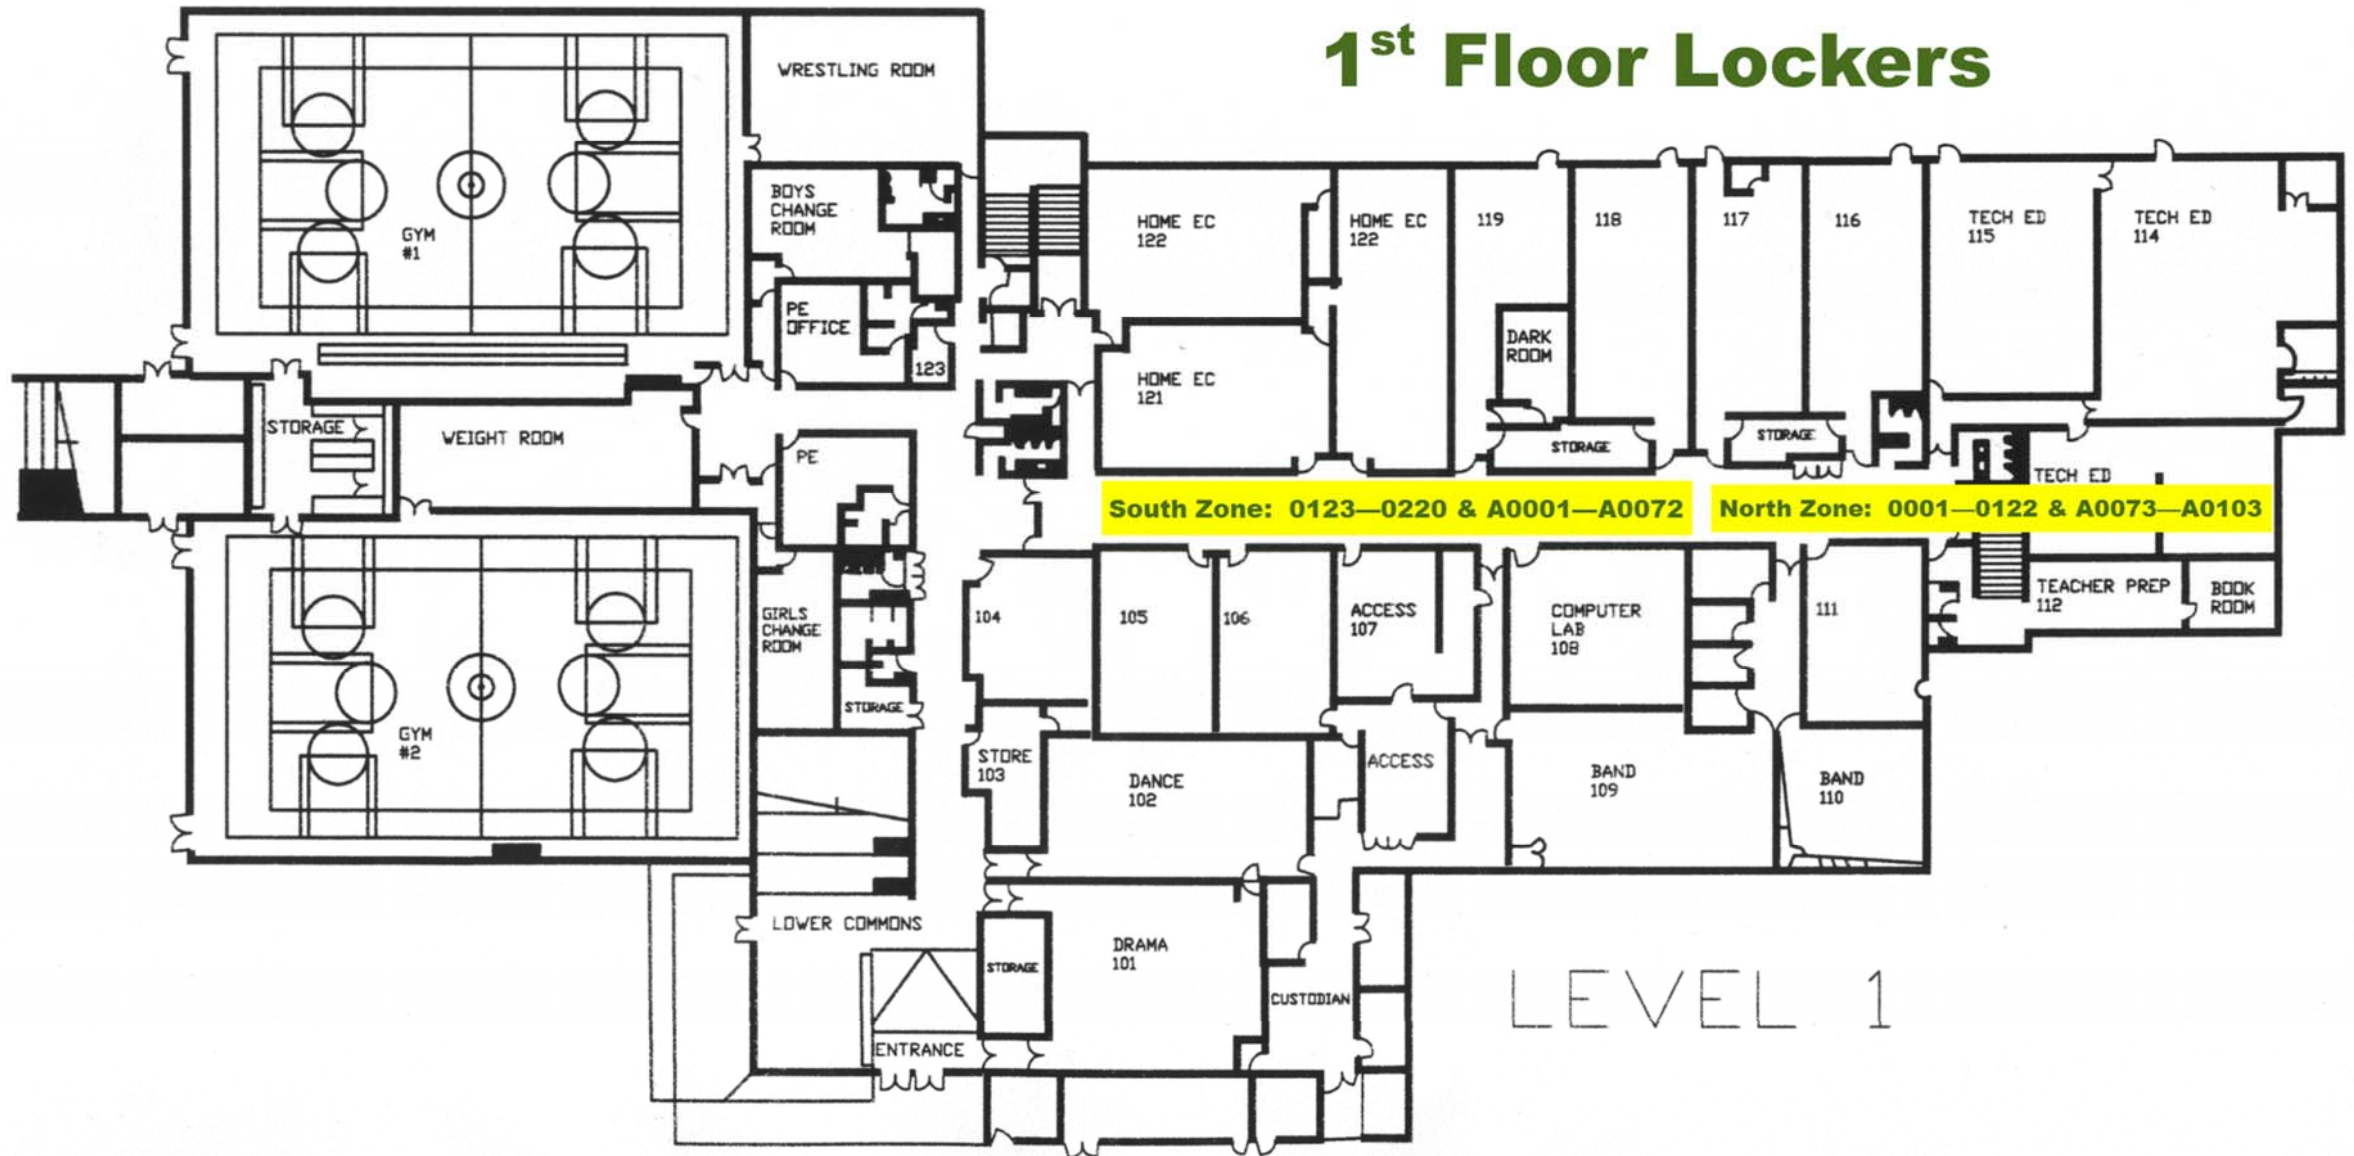 1st Floor Lockers
WRESTLING ROOM
BOYS
CHANGE
ROOM
GYM
#1
PE
OFFICE
123
HOME EC
122
HOME EC
122
119
118
117
116
TECH ED
115
TECH ED
114
DARK
ROOM
HOME EC
121
STORAGE
WEIGHT ROOM
PE
STORAGE
STORAGE
TECH ED
South Zone: 0123—0220 & A0001—A0072
North Zone: 0001—0122 & A0073—A0103
GIRLS
CHANGE
ROOM
104
105
106
ACCESS
107
COMPUTER
LAB
108
111
TEACHER PREP
112
BOOK
ROOM
STORAGE
GYM
#2
STORE
103
DANCE
102
ACCESS
BAND
109
BAND
110
LOWER COMMONS
DRAMA
101
STORAGE
CUSTODIAN
ENTRANCE
LEVEL 1